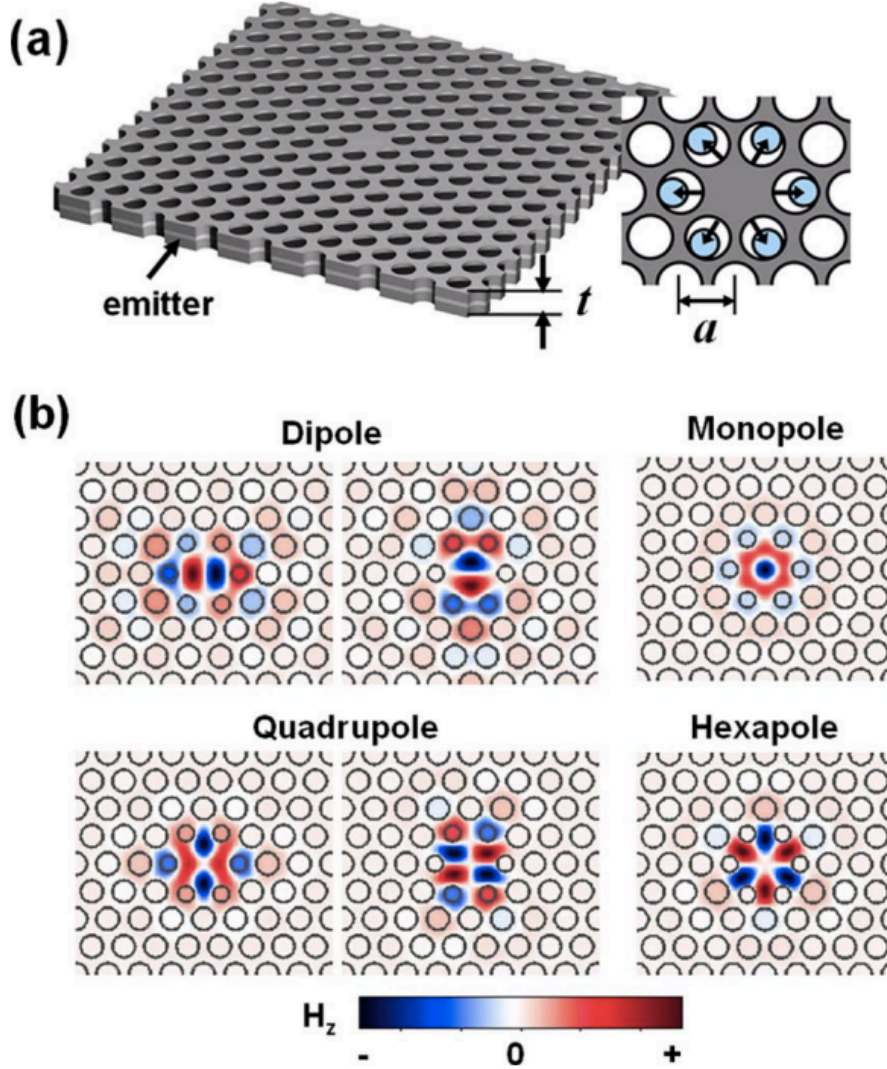 (a)
emitter
t
a
(b)
Dipole
Monopole
Quadrupole
Hexapole
Hz
- 0 +